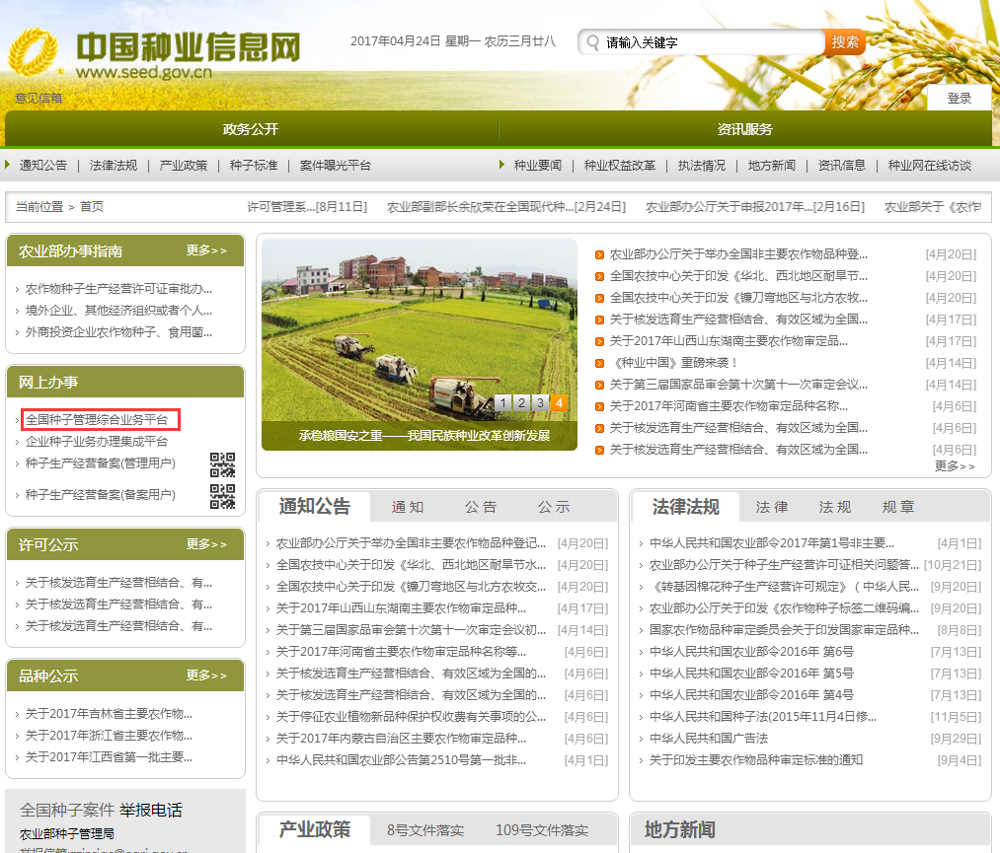 中国种业信息网
www.seed.gov.cn
2017年04月24日 星期一 农历三月廿八
请输入关键字
搜索
意见信箱
登录
政务公开
资讯服务
通知公告 | 法律法规 | 产业政策 | 种子标准 | 案件曝光平台
种业要闻 | 种业权益改革 | 执法情况 | 地方新闻 | 资讯信息 | 种业网在线访谈
当前位置 > 首页
许可管理系...[8月11日] 农业部副部长余欣荣在全国现代种...[2月24日] 农业部办公厅关于申报2017年...[2月16日] 农业部关于《农作
农业部办事指南 更多>>
农作物种子生产经营许可证审批办...
境外企业、其他经济组织或者个人...
外商投资企业农作物种子、食用菌...
网上办事
全国种子管理综合业务平台
企业种子业务办理集成平台
种子生产经营备案(管理用户)
种子生产经营备案(备案用户)
许可公示 更多>>
关于核发选育生产经营相结合、有...
关于核发选育生产经营相结合、有...
关于核发选育生产经营相结合、有...
品种公示 更多>>
关于2017年吉林省主要农作物...
关于2017年浙江省主要农作物...
关于2017年江西省第一批主要...
全国种子案件 举报电话
农业部种子管理局
1 2 3 4
承稳粮国安之重——我国民族种业改革创新发展
农业部办公厅关于举办全国非主要农作物品种登... [4月20日]
全国农技中心关于印发《华北、西北地区耐旱节... [4月20日]
全国农技中心关于印发《镰刀弯地区与北方农牧... [4月20日]
关于核发选育生产经营相结合、有效区域为全国... [4月17日]
关于2017年山西山东湖南主要农作物审定品... [4月17日]
《种业中国》重磅来袭！ [4月14日]
关于第三届国家品审会第十次第十一次审定会议... [4月14日]
关于2017年河南省主要农作物审定品种名称... [4月6日]
关于核发选育生产经营相结合、有效区域为全国... [4月6日]
关于核发选育生产经营相结合、有效区域为全国... [4月6日]
更多>>
通知公告 通 知 公 告 公 示
农业部办公厅关于举办全国非主要农作物品种登记... [4月20日]
全国农技中心关于印发《华北、西北地区耐旱节水... [4月20日]
全国农技中心关于印发《镰刀弯地区与北方农牧交... [4月20日]
关于2017年山西山东湖南主要农作物审定品种... [4月17日]
关于第三届国家品审会第十次第十一次审定会议初... [4月14日]
关于2017年河南省主要农作物审定品种名称等... [4月6日]
关于核发选育生产经营相结合、有效区域为全国的... [4月6日]
关于核发选育生产经营相结合、有效区域为全国的... [4月6日]
关于停征农业植物新品种保护权收费有关事项的公... [4月6日]
关于2017年内蒙古自治区主要农作物审定品种... [4月6日]
中华人民共和国农业部公告第2510号第一批非... [4月1日]
法律法规 法 律 法 规 规 章
中华人民共和国农业部令2017年第1号非主要... [4月1日]
农业部办公厅关于种子生产经营许可证相关问题答... [10月21日]
《转基因棉花种子生产经营许可规定》（ 中华人民... [9月20日]
农业部办公厅关于印发《农作物种子标签二维码编... [9月20日]
国家农作物品种审定委员会关于印发国家审定品种... [8月8日]
中华人民共和国农业部令2016年 第6号 [7月13日]
中华人民共和国农业部令2016年 第5号 [7月13日]
中华人民共和国农业部令2016年 第4号 [7月13日]
中华人民共和国种子法(2015年11月4日修... [11月5日]
中华人民共和国广告法 [9月29日]
关于印发主要农作物品种审定标准的通知 [9月4日]
产业政策 8号文件落实 109号文件落实
地方新闻